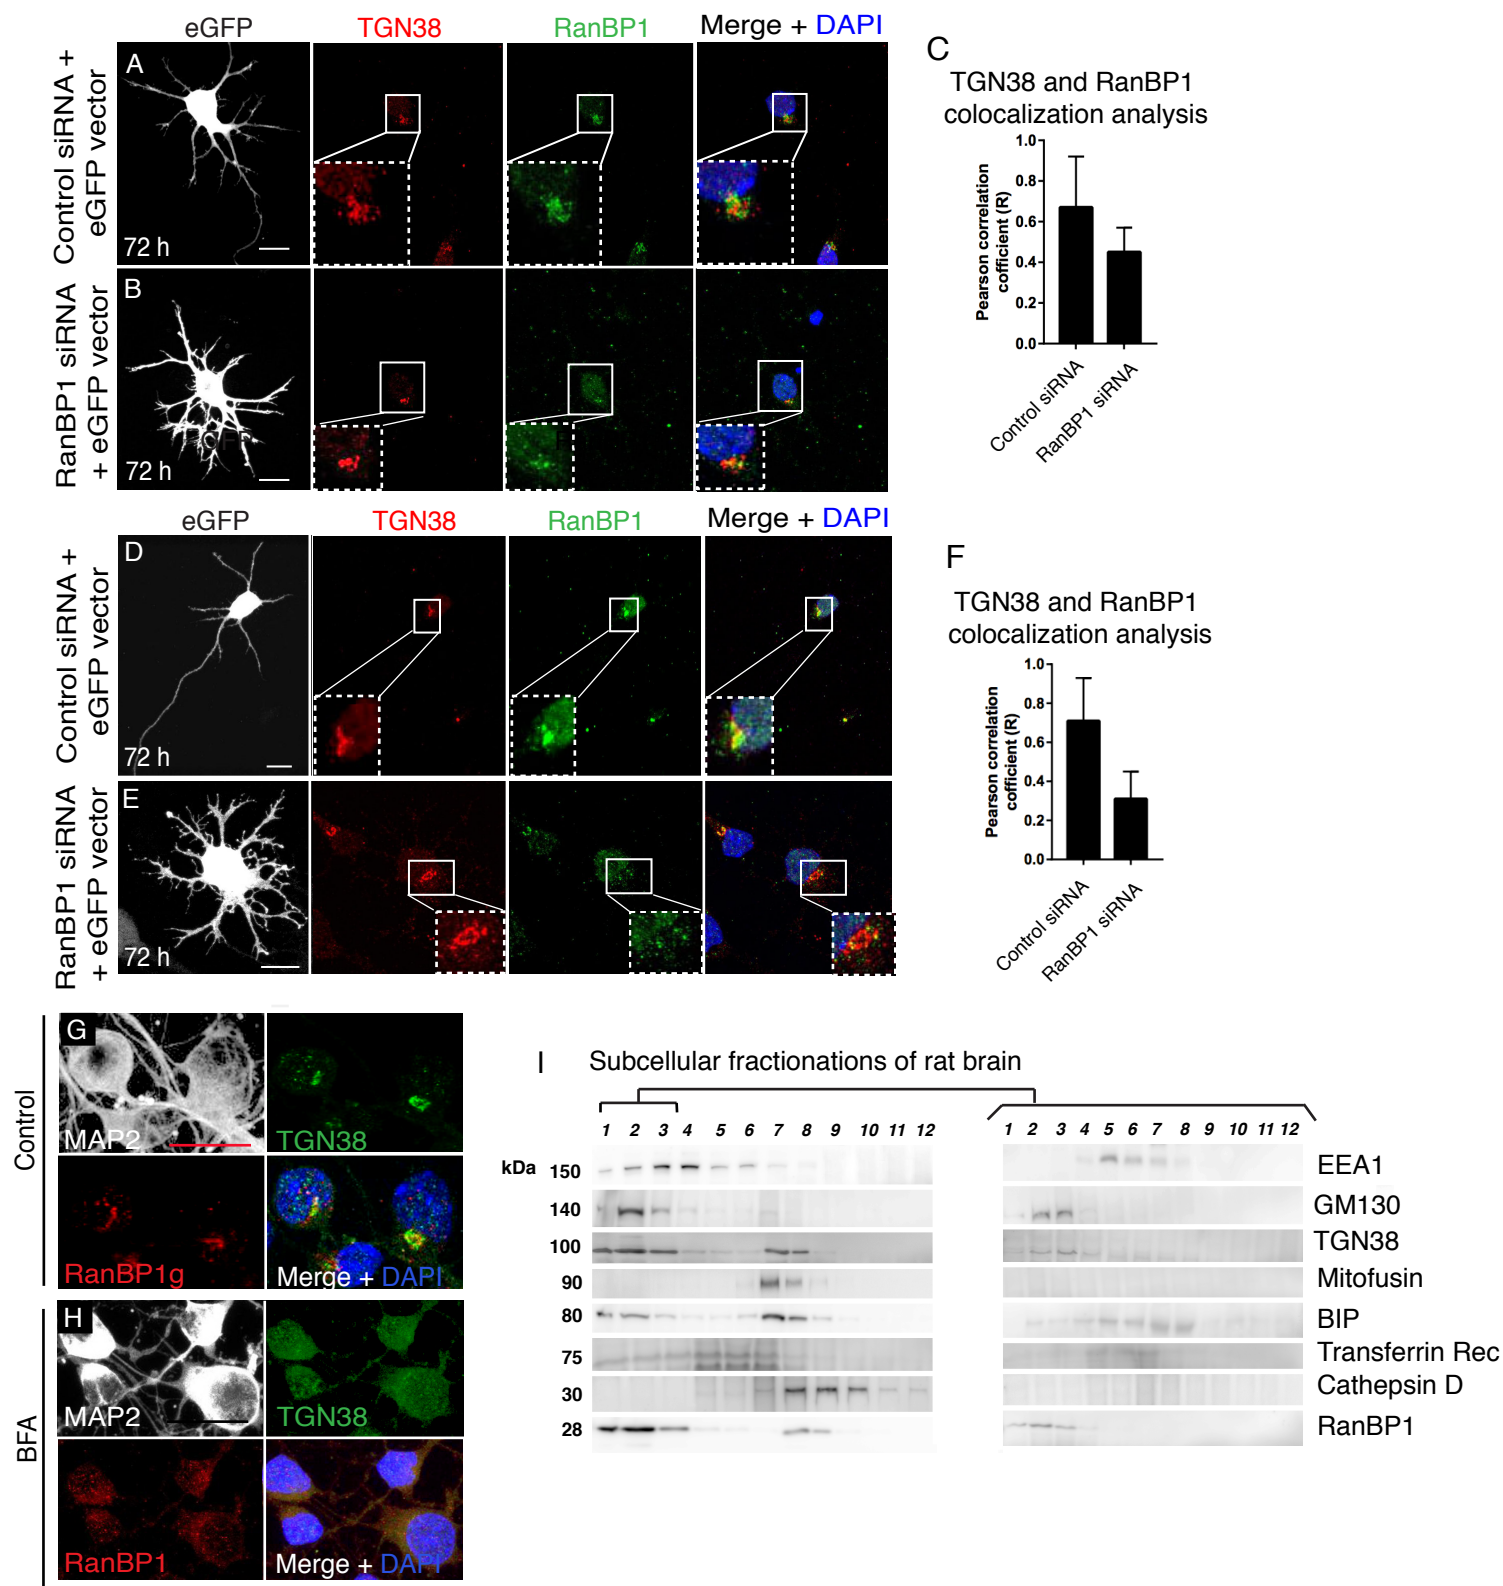 eGFP TGN38 RanBP1 Merge + DAPI
Control siRNA +
eGFP vector
A
72 h
RanBP1 siRNA
+ eGFP vector
B
72 h
C
TGN38 and RanBP1
colocalization analysis
Pearson correlation
cofficient (R)
1.0
0.8
0.6
0.4
0.2
0.0
Control siRNA
RanBP1 siRNA
eGFP TGN38 RanBP1 Merge + DAPI
Control siRNA +
eGFP vector
D
72 h
RanBP1 siRNA
+ eGFP vector
E
72 h
F
TGN38 and RanBP1
colocalization analysis
Pearson correlation
cofficient (R)
1.0
0.8
0.6
0.4
0.2
0.0
Control siRNA
RanBP1 siRNA
Control
G
MAP2
TGN38
RanBP1g
Merge + DAPI
BFA
H
MAP2
TGN38
RanBP1
Merge + DAPI
I Subcellular fractionations of rat brain
1 2 3 4 5 6 7 8 9 10 11 12
1 2 3 4 5 6 7 8 9 10 11 12
kDa 150 EEA1
140 GM130
100 TGN38
90 Mitofusin
80 BIP
75 Transferrin Rec
30 Cathepsin D
28 RanBP1